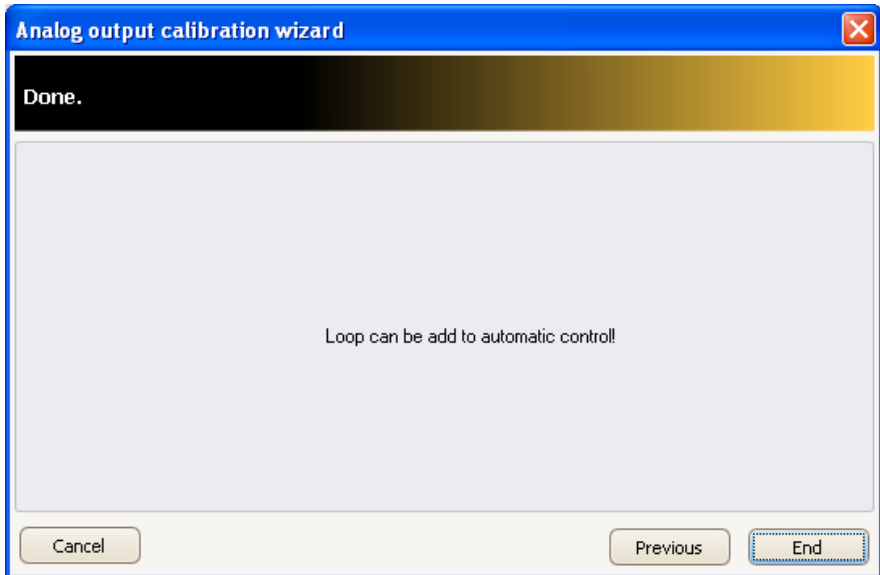 Analog output calibration wizard
Done.
Loop can be add to automatic control!
Cancel
Previous
End